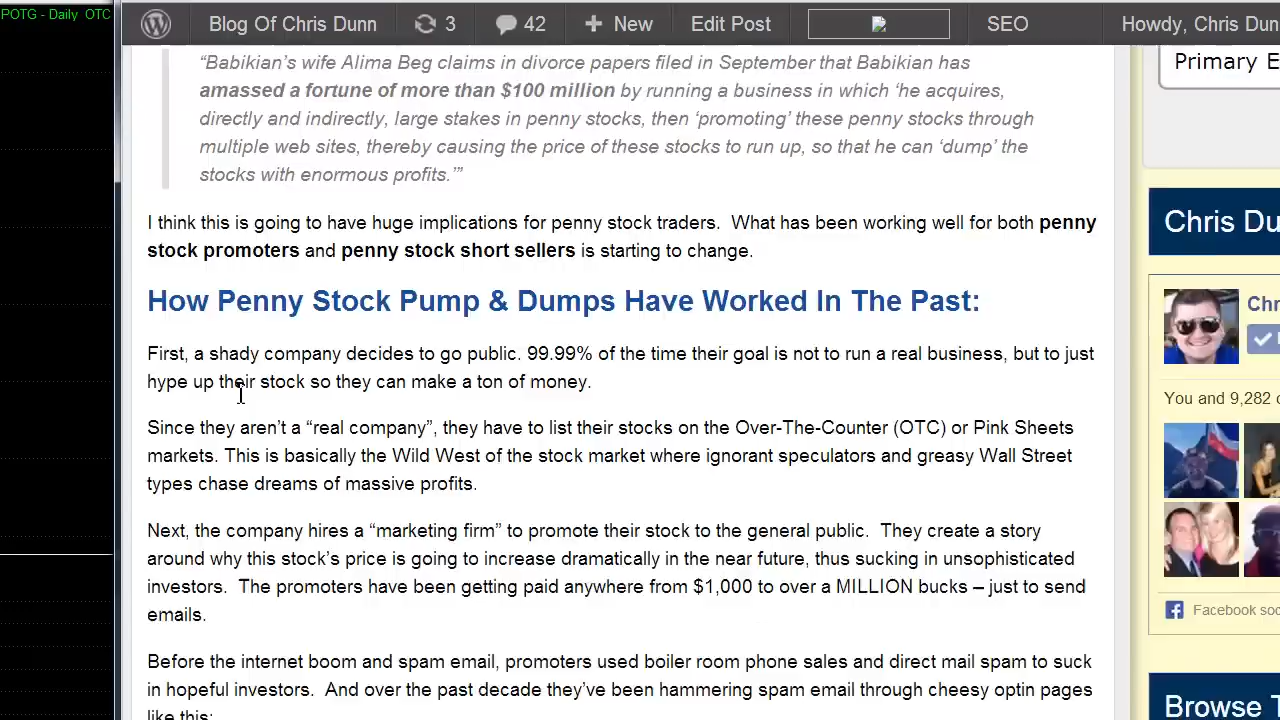 POTG - Daily OTC
Blog Of Chris Dunn 3 42 New Edit Post SEO Howdy, Chris Dun
“Babikian’s wife Alima Beg claims in divorce papers filed in September that Babikian has
amassed a fortune of more than $100 million by running a business in which ‘he acquires,
directly and indirectly, large stakes in penny stocks, then ‘promoting’ these penny stocks through
multiple web sites, thereby causing the price of these stocks to run up, so that he can ‘dump’ the
stocks with enormous profits.’”
I think this is going to have huge implications for penny stock traders.  What has been working well for both penny
stock promoters and penny stock short sellers is starting to change.
How Penny Stock Pump & Dumps Have Worked In The Past:
First, a shady company decides to go public. 99.99% of the time their goal is not to run a real business, but to just
hype up their stock so they can make a ton of money.
Since they aren’t a “real company”, they have to list their stocks on the Over-The-Counter (OTC) or Pink Sheets
markets. This is basically the Wild West of the stock market where ignorant speculators and greasy Wall Street
types chase dreams of massive profits.
Next, the company hires a “marketing firm” to promote their stock to the general public.  They create a story
around why this stock’s price is going to increase dramatically in the near future, thus sucking in unsophisticated
investors.  The promoters have been getting paid anywhere from $1,000 to over a MILLION bucks – just to send
emails.
Before the internet boom and spam email, promoters used boiler room phone sales and direct mail spam to suck
in hopeful investors.  And over the past decade they’ve been hammering spam email through cheesy optin pages
like this:
Primary E
Chris Du
Chr
You and 9,282 o
Facebook soc
Browse T